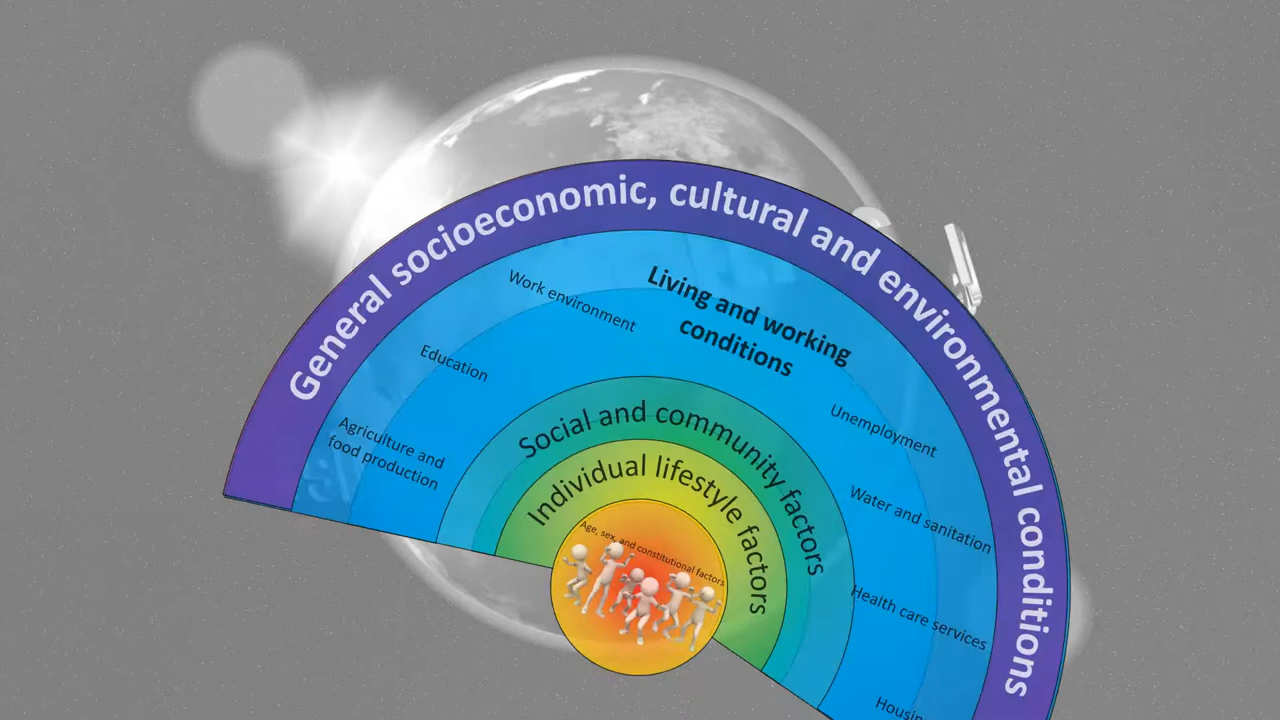 General socioeconomic, cultural and environmental conditions
Living and working
conditions
Work environment
Education
Agriculture and
food production
Unemployment
Water and sanitation
Health care services
Housin
Social and community factors
Individual lifestyle factors
Age, sex, and constitutional factors